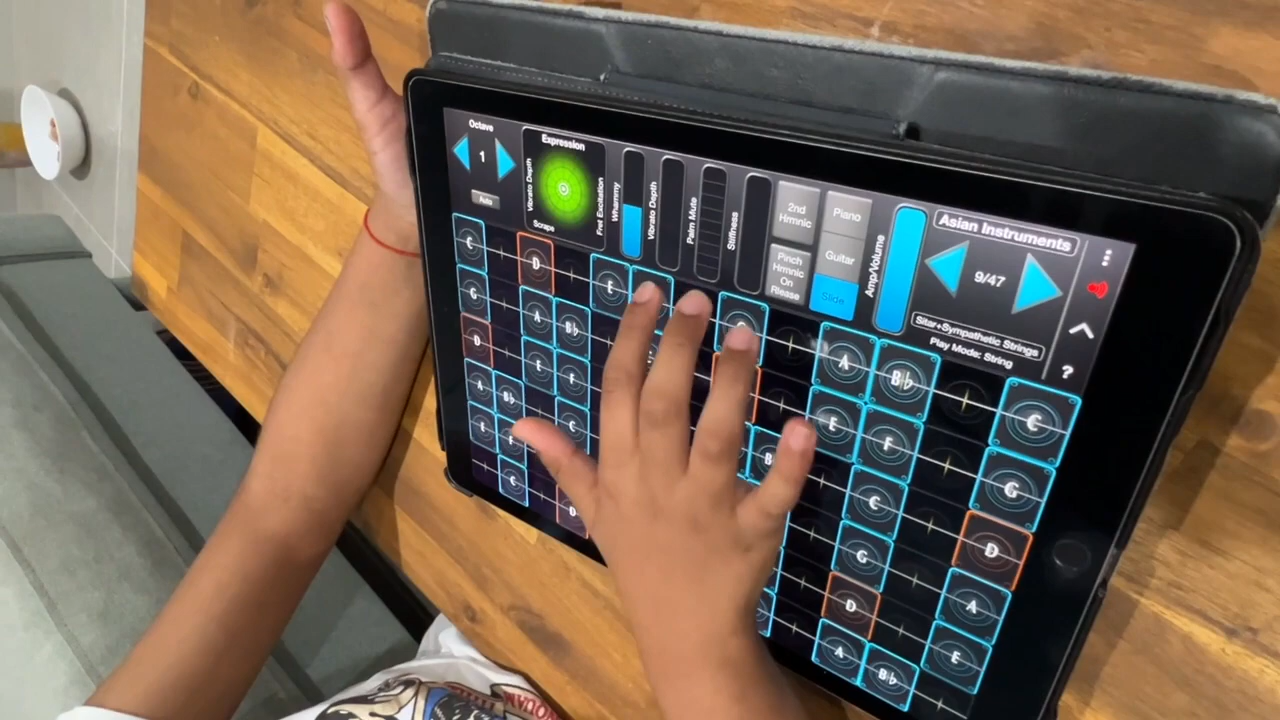 Octave
1
Auto
Expression
Vibrato Depth
Scrape
Fret Excitation
Whammy
Vibrato Depth
Palm Mute
Stiffness
2nd
Hrmnic
Pinch
Hrmnic
On
Rlease
Piano
Guitar
Slide
Amp/Volume
Asian Instruments
9/47
Sitar+Sympathetic Strings
Play Mode: String
?
C D E A B♭ C
G A B♭ E F G
D E F C D
A B♭ C G A
E F D E
C D A B♭